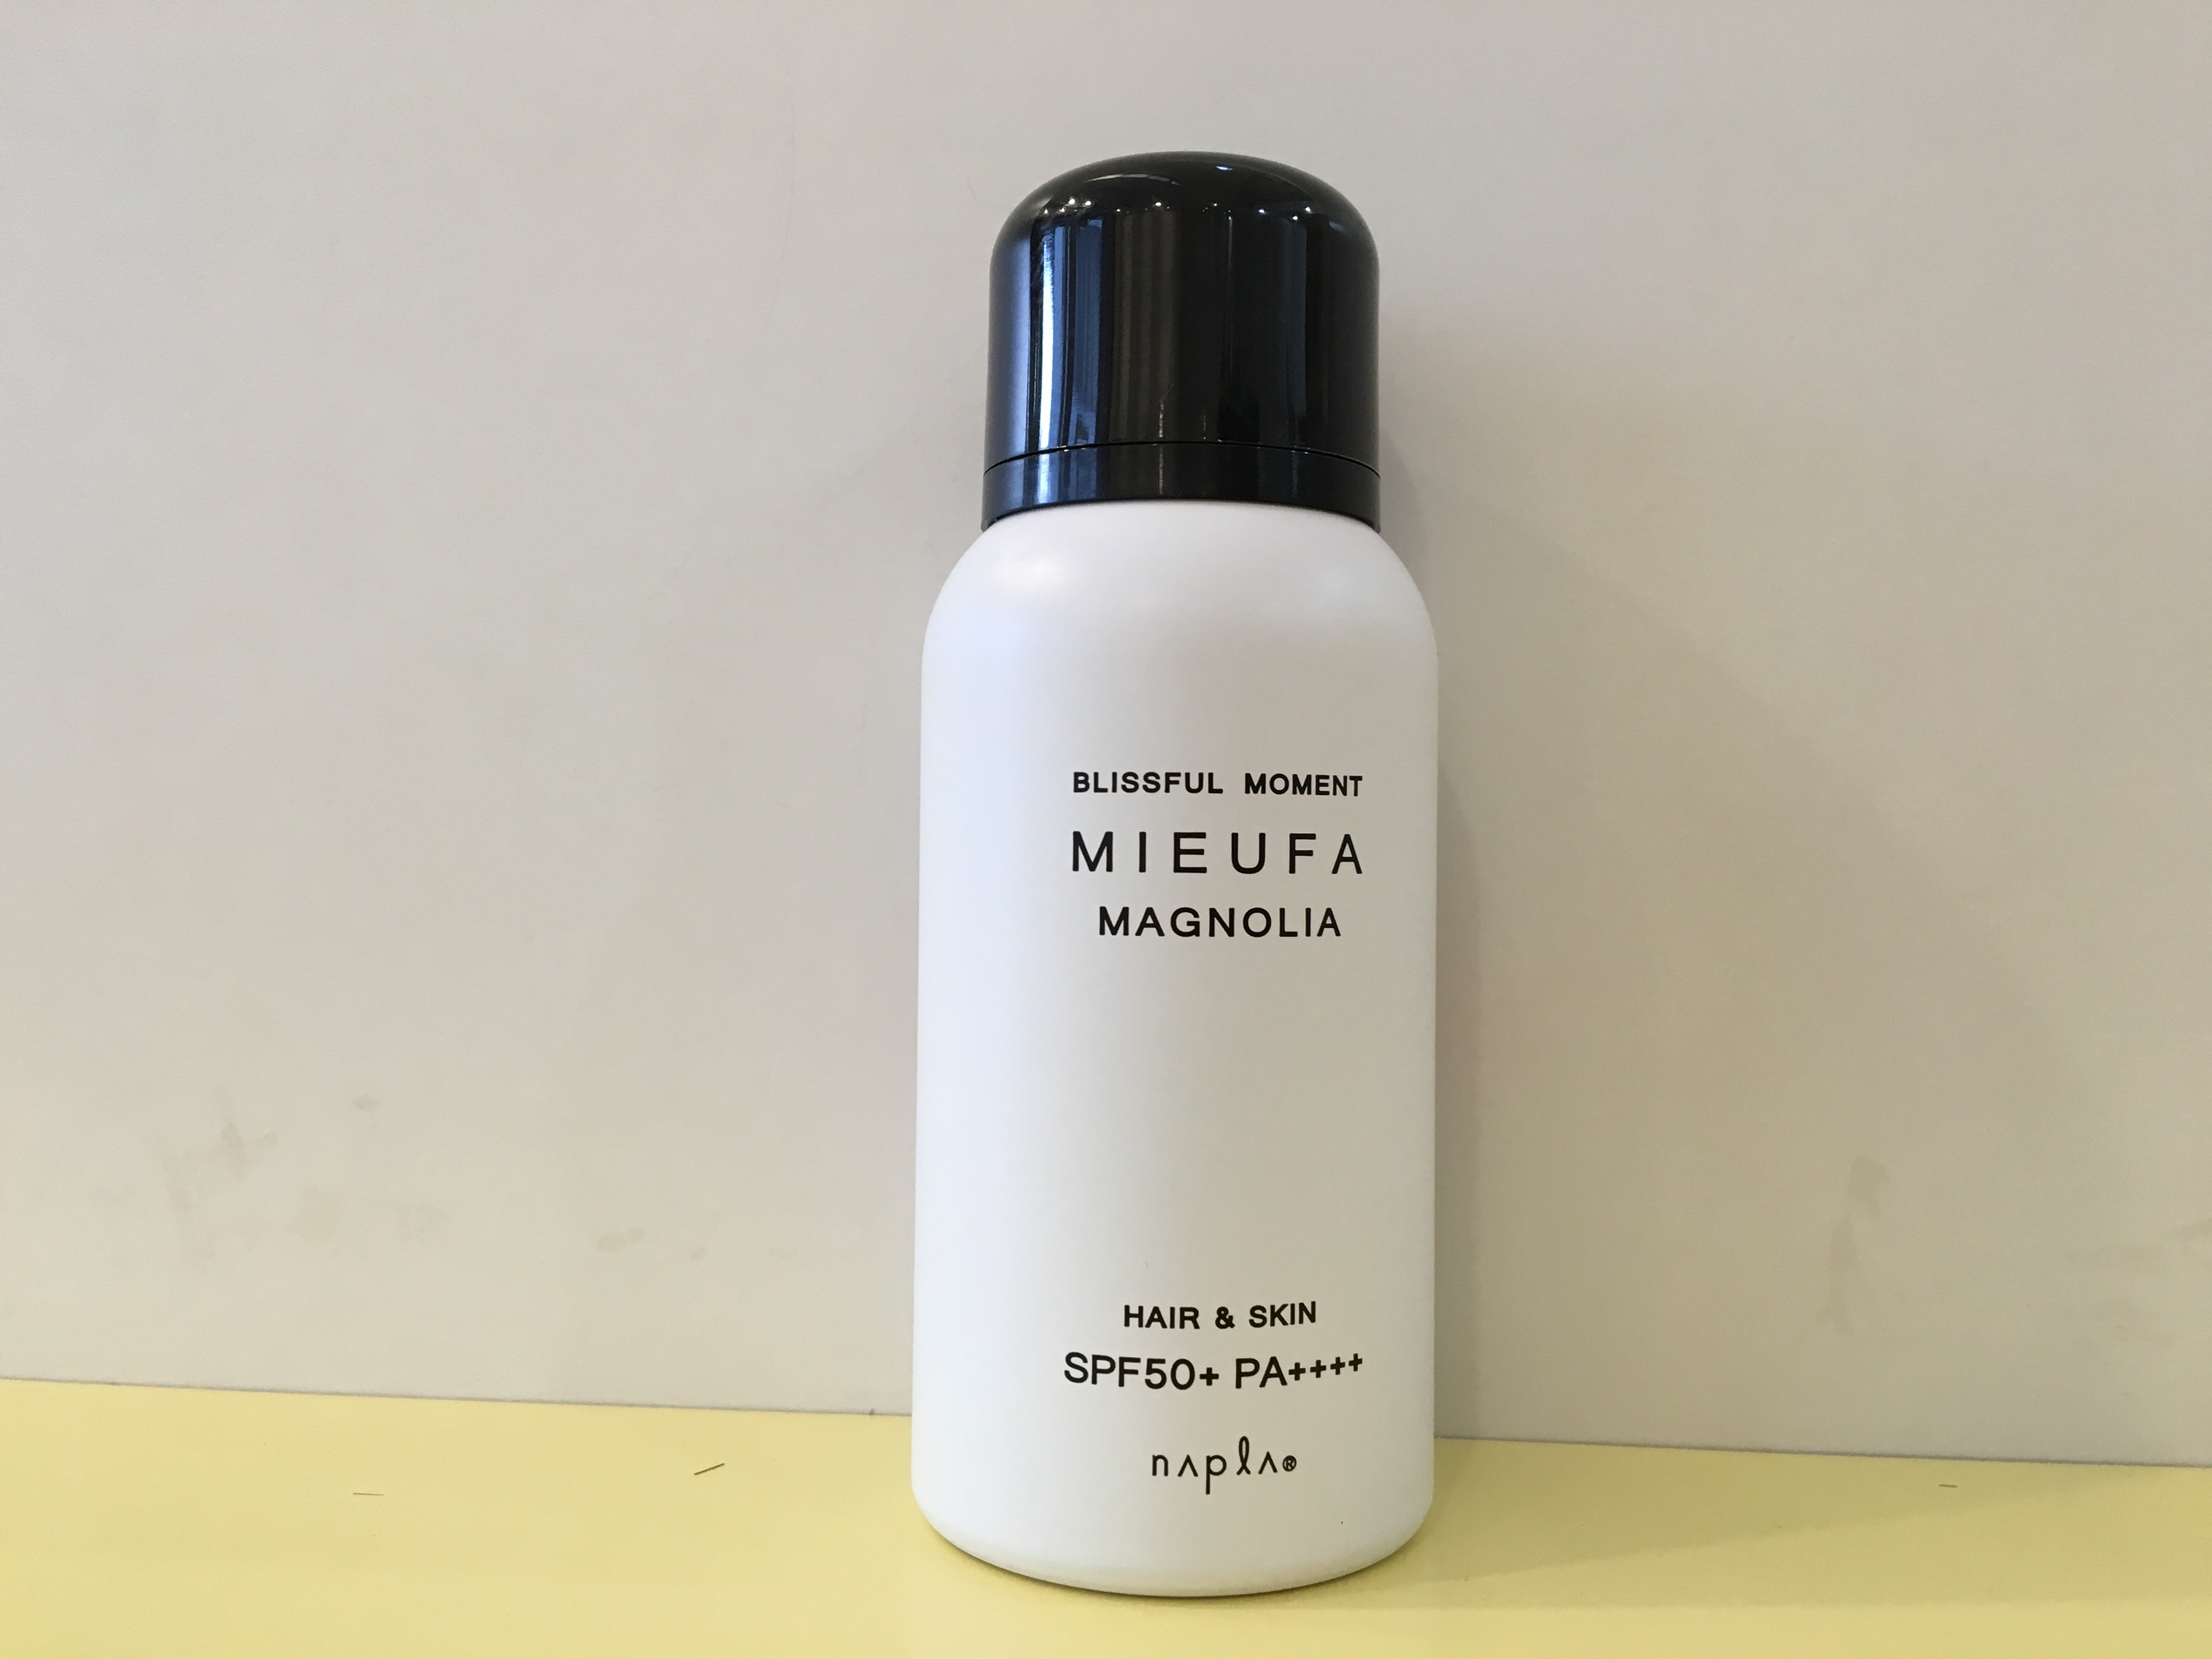 BLISSFUL MOMENT
MIEUFA
MAGNOLIA
HAIR & SKIN
SPF50+ PA++++
napla®